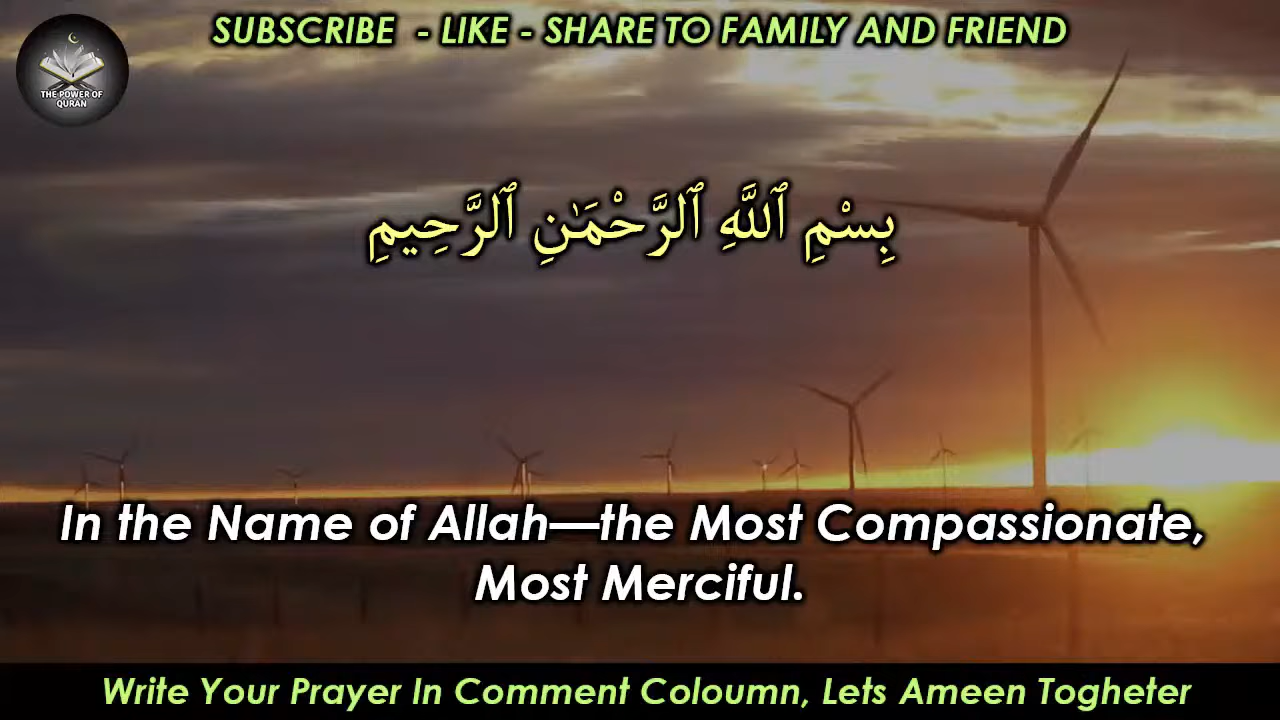 SUBSCRIBE - LIKE - SHARE TO FAMILY AND FRIEND
THE POWER OF
QURAN
بِسْمِ ٱللَّهِ ٱلرَّحْمَـٰنِ ٱلرَّحِيمِ
In the Name of Allah—the Most Compassionate,
Most Merciful.
Write Your Prayer In Comment Coloumn, Lets Ameen Togheter